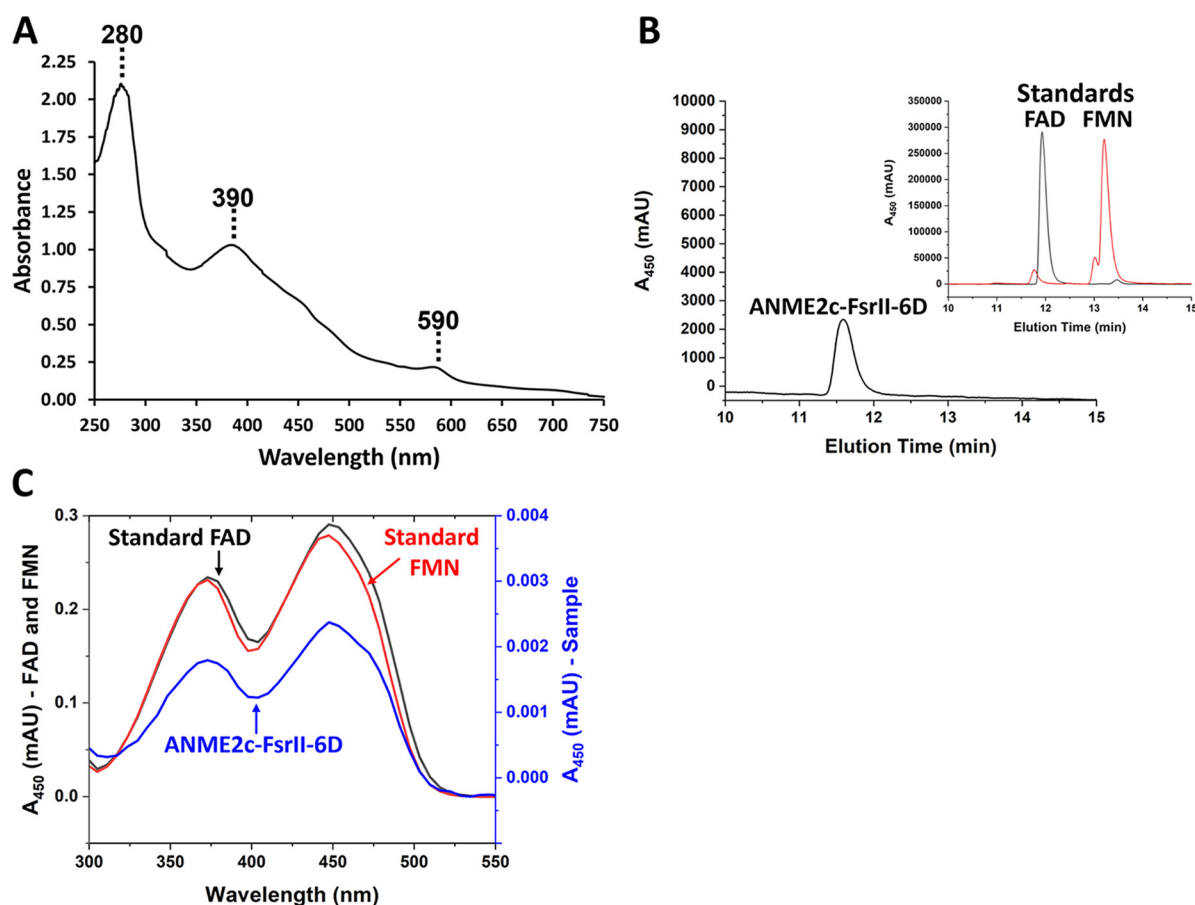 A
280
2.25
2.00
1.75
1.50
1.25
1.00
0.75
0.50
0.25
0.00
390
590
Absorbance
250 300 350 400 450 500 550 600 650 700 750
Wavelength (nm)
B
10000
9000
8000
7000
6000
5000
4000
3000
2000
1000
0
A450 (mAU)
ANME2c-FsrII-6D
10 11 12 13 14 15
Elution Time (min)
Standards
FAD FMN
350000
300000
250000
200000
150000
100000
50000
0
A450 (mAU)
10 11 12 13 14 15
Elution Time (min)
C
0.3
0.2
0.1
0.0
A450 (mAU) - FAD and FMN
Standard FAD
Standard
FMN
ANME2c-FsrII-6D
0.004
0.003
0.002
0.001
0.000
A450 (mAU) - Sample
300 350 400 450 500 550
Wavelength (nm)